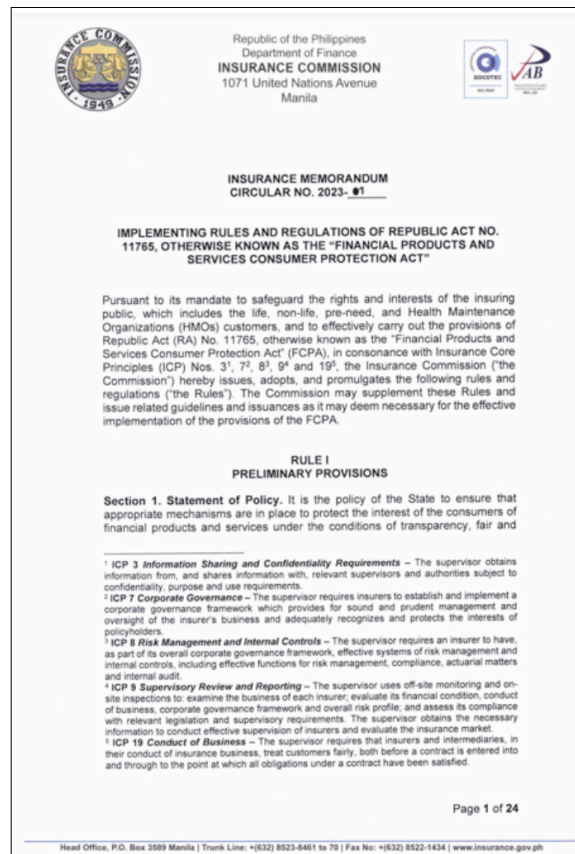 INSURANCE COMMISSION
1949
Republic of the Philippines
Department of Finance
INSURANCE COMMISSION
1071 United Nations Avenue
Manila
SOCOTEC
PAB
INSURANCE MEMORANDUM
CIRCULAR NO. 2023- 01
IMPLEMENTING RULES AND REGULATIONS OF REPUBLIC ACT NO.
11765, OTHERWISE KNOWN AS THE “FINANCIAL PRODUCTS AND
SERVICES CONSUMER PROTECTION ACT”
Pursuant to its mandate to safeguard the rights and interests of the insuring
public, which includes the life, non-life, pre-need, and Health Maintenance
Organizations (HMOs) customers, and to effectively carry out the provisions of
Republic Act (RA) No. 11765, otherwise known as the “Financial Products and
Services Consumer Protection Act” (FCPA), in consonance with Insurance Core
Principles (ICP) Nos. 3¹, 7², 8³, 9⁴ and 19⁵, the Insurance Commission (“the
Commission”) hereby issues, adopts, and promulgates the following rules and
regulations (“the Rules”). The Commission may supplement these Rules and
issue related guidelines and issuances as it may deem necessary for the effective
implementation of the provisions of the FCPA.
RULE I
PRELIMINARY PROVISIONS
Section 1. Statement of Policy. It is the policy of the State to ensure that
appropriate mechanisms are in place to protect the interest of the consumers of
financial products and services under the conditions of transparency, fair and
¹ ICP 3 Information Sharing and Confidentiality Requirements – The supervisor obtains
information from, and shares information with, relevant supervisors and authorities subject to
confidentiality, purpose and use requirements.
² ICP 7 Corporate Governance – The supervisor requires insurers to establish and implement a
corporate governance framework which provides for sound and prudent management and
oversight of the insurer's business and adequately recognizes and protects the interests of
policyholders.
³ ICP 8 Risk Management and Internal Controls – The supervisor requires an insurer to have,
as part of its overall corporate governance framework, effective systems of risk management and
internal controls, including effective functions for risk management, compliance, actuarial matters
and internal audit.
⁴ ICP 9 Supervisory Review and Reporting – The supervisor uses off-site monitoring and on-
site inspections to: examine the business of each insurer; evaluate its financial condition, conduct
of business, corporate governance framework and overall risk profile; and assess its compliance
with relevant legislation and supervisory requirements. The supervisor obtains the necessary
information to conduct effective supervision of insurers and evaluate the insurance market.
⁵ ICP 19 Conduct of Business – The supervisor requires that insurers and intermediaries, in
their conduct of insurance business, treat customers fairly, both before a contract is entered into
and through to the point at which all obligations under a contract have been satisfied.
Page 1 of 24
Head Office, P.O. Box 3589 Manila | Trunk Line: +(632) 8523-8461 to 70 | Fax No: +(632) 8522-1434 | www.insurance.gov.ph